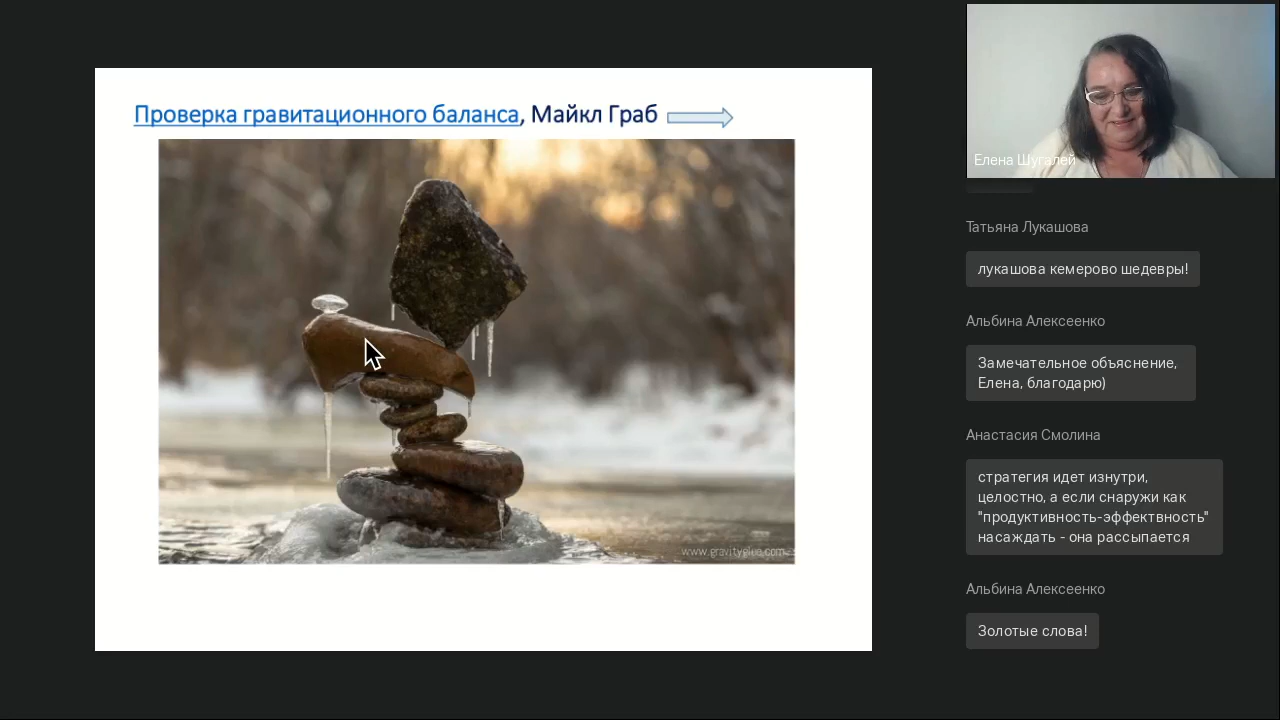 Проверка гравитационного баланса, Майкл Граб
www.gravityglue.com
Елена Шугалей
Татьяна Лукашова
лукашова кемерово шедевры!
Альбина Алексеенко
Замечательное объяснение,
Елена, благодарю)
Анастасия Смолина
стратегия идет изнутри,
целостно, а если снаружи как
"продуктивность-эффектвность"
насаждать - она рассыпается
Альбина Алексеенко
Золотые слова!